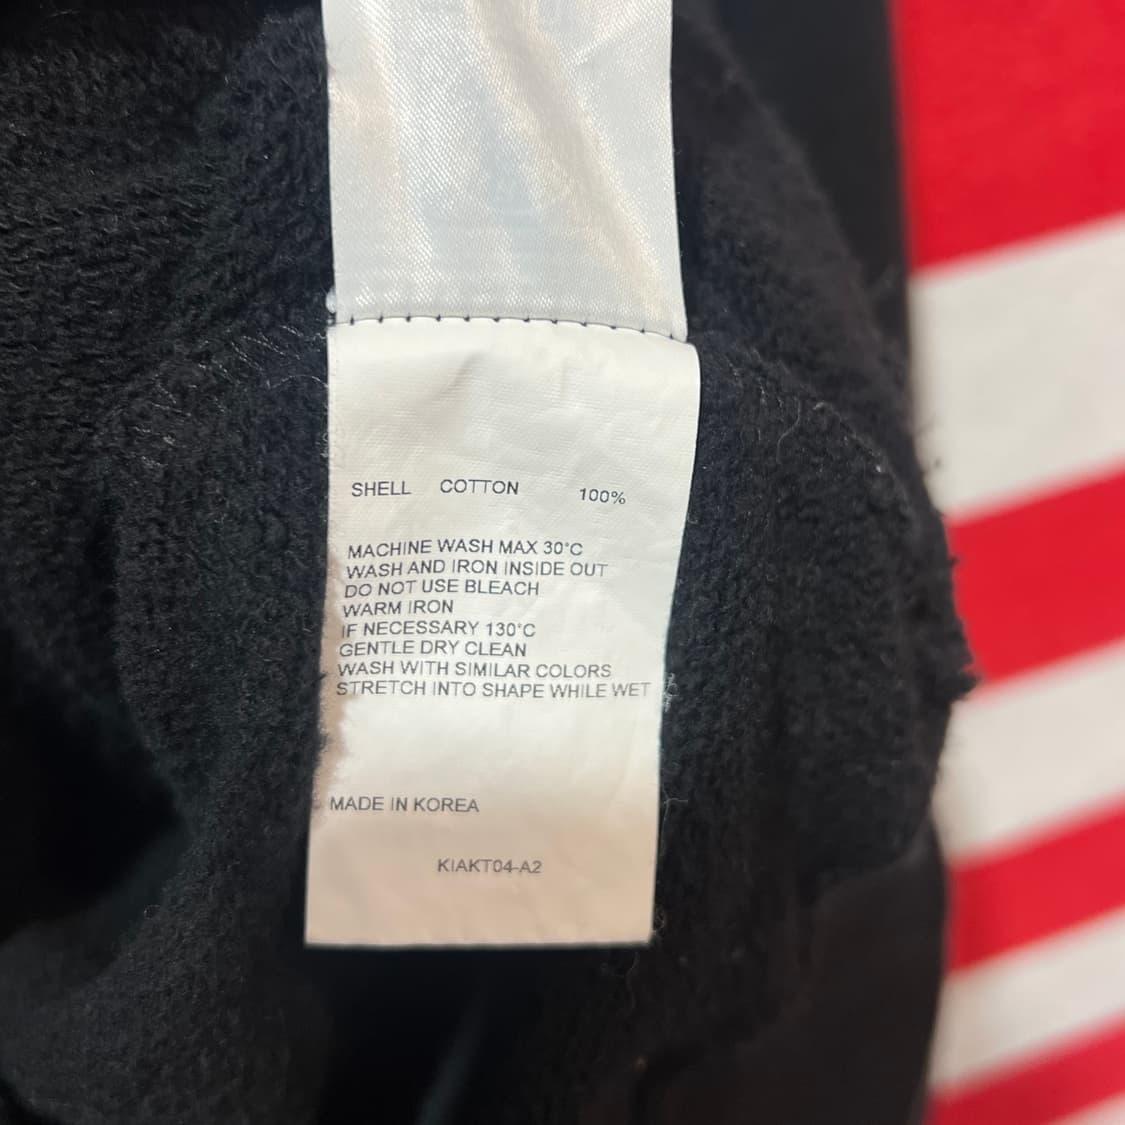 SHELL COTTON 100%
MACHINE WASH MAX 30°C
WASH AND IRON INSIDE OUT
DO NOT USE BLEACH
WARM IRON
IF NECESSARY 130°C
GENTLE DRY CLEAN
WASH WITH SIMILAR COLORS
STRETCH INTO SHAPE WHILE WET
MADE IN KOREA
KIAKT04-A2